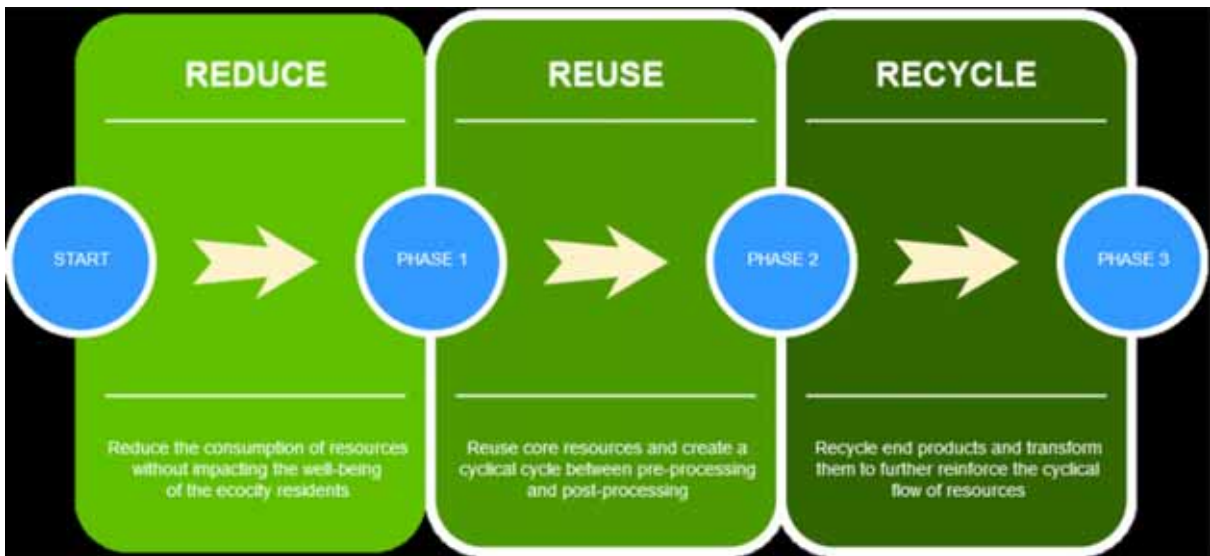 REDUCE
REUSE
RECYCLE
START
PHASE 1
PHASE 2
PHASE 3
Reduce the consumption of resources
without impacting the well-being
of the ecocity residents
Reuse core resources and create a
cyclical cycle between pre-processing
and post-processing
Recycle end products and transform
them to further reinforce the cyclical
flow of resources